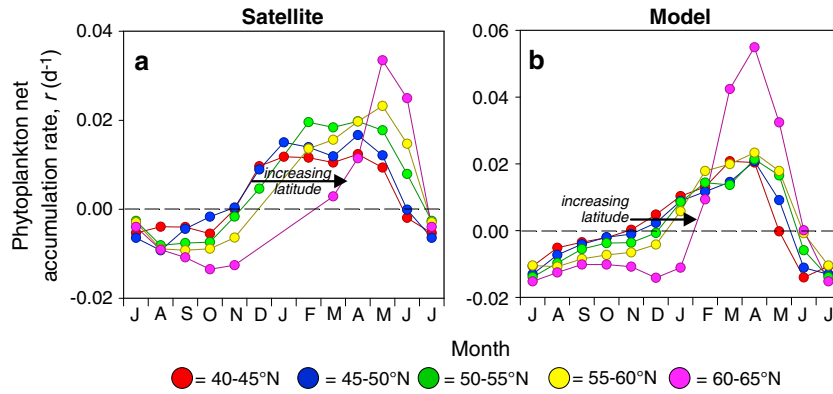 Satellite
Model
Phytoplankton net
accumulation rate, r (d-1)
a
0.04
0.02
0.00
-0.02
increasing
latitude
J A S O N D J F M A M J J
b
0.06
0.04
0.02
0.00
-0.02
increasing
latitude
J A S O N D J F M A M J J
Month
= 40-45°N = 45-50°N = 50-55°N = 55-60°N = 60-65°N